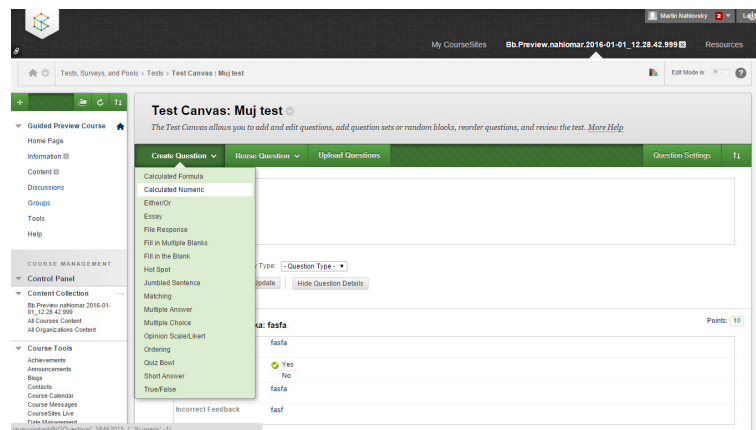 Martin Nahlovsky 2
My CourseSites Bb.Preview.nahlomar.2016-01-01_12.28.42.999 Resources
Tests, Surveys, and Pools › Tests › Test Canvas : Muj test Edit Mode is: ?
Test Canvas: Muj test
The Test Canvas allows you to add and edit questions, add question sets or random blocks, reorder questions, and review the test. More Help
Create Question Reuse Question Upload Questions Question Settings
Calculated Formula
Calculated Numeric
Either/Or
Essay
File Response
Fill in Multiple Blanks
Fill in the Blank
Hot Spot
Jumbled Sentence
Matching
Multiple Answer
Multiple Choice
Opinion Scale/Likert
Ordering
Quiz Bowl
Short Answer
True/False
Type: - Question Type -
Hide Question Details
fasfa Points: 10
fasfa
Yes
No
fasfa
Incorrect Feedback fasf
Guided Preview Course
Home Page
Information
Content
Discussions
Groups
Tools
Help
COURSE MANAGEMENT
Control Panel
Content Collection
Bb.Preview.nahlomar.2016-01-
01_12.28.42.999
All Courses Content
All Organizations Content
Course Tools
Achievements
Announcements
Blogs
Contacts
Course Calendar
Course Messages
CourseSites Live
Date Management